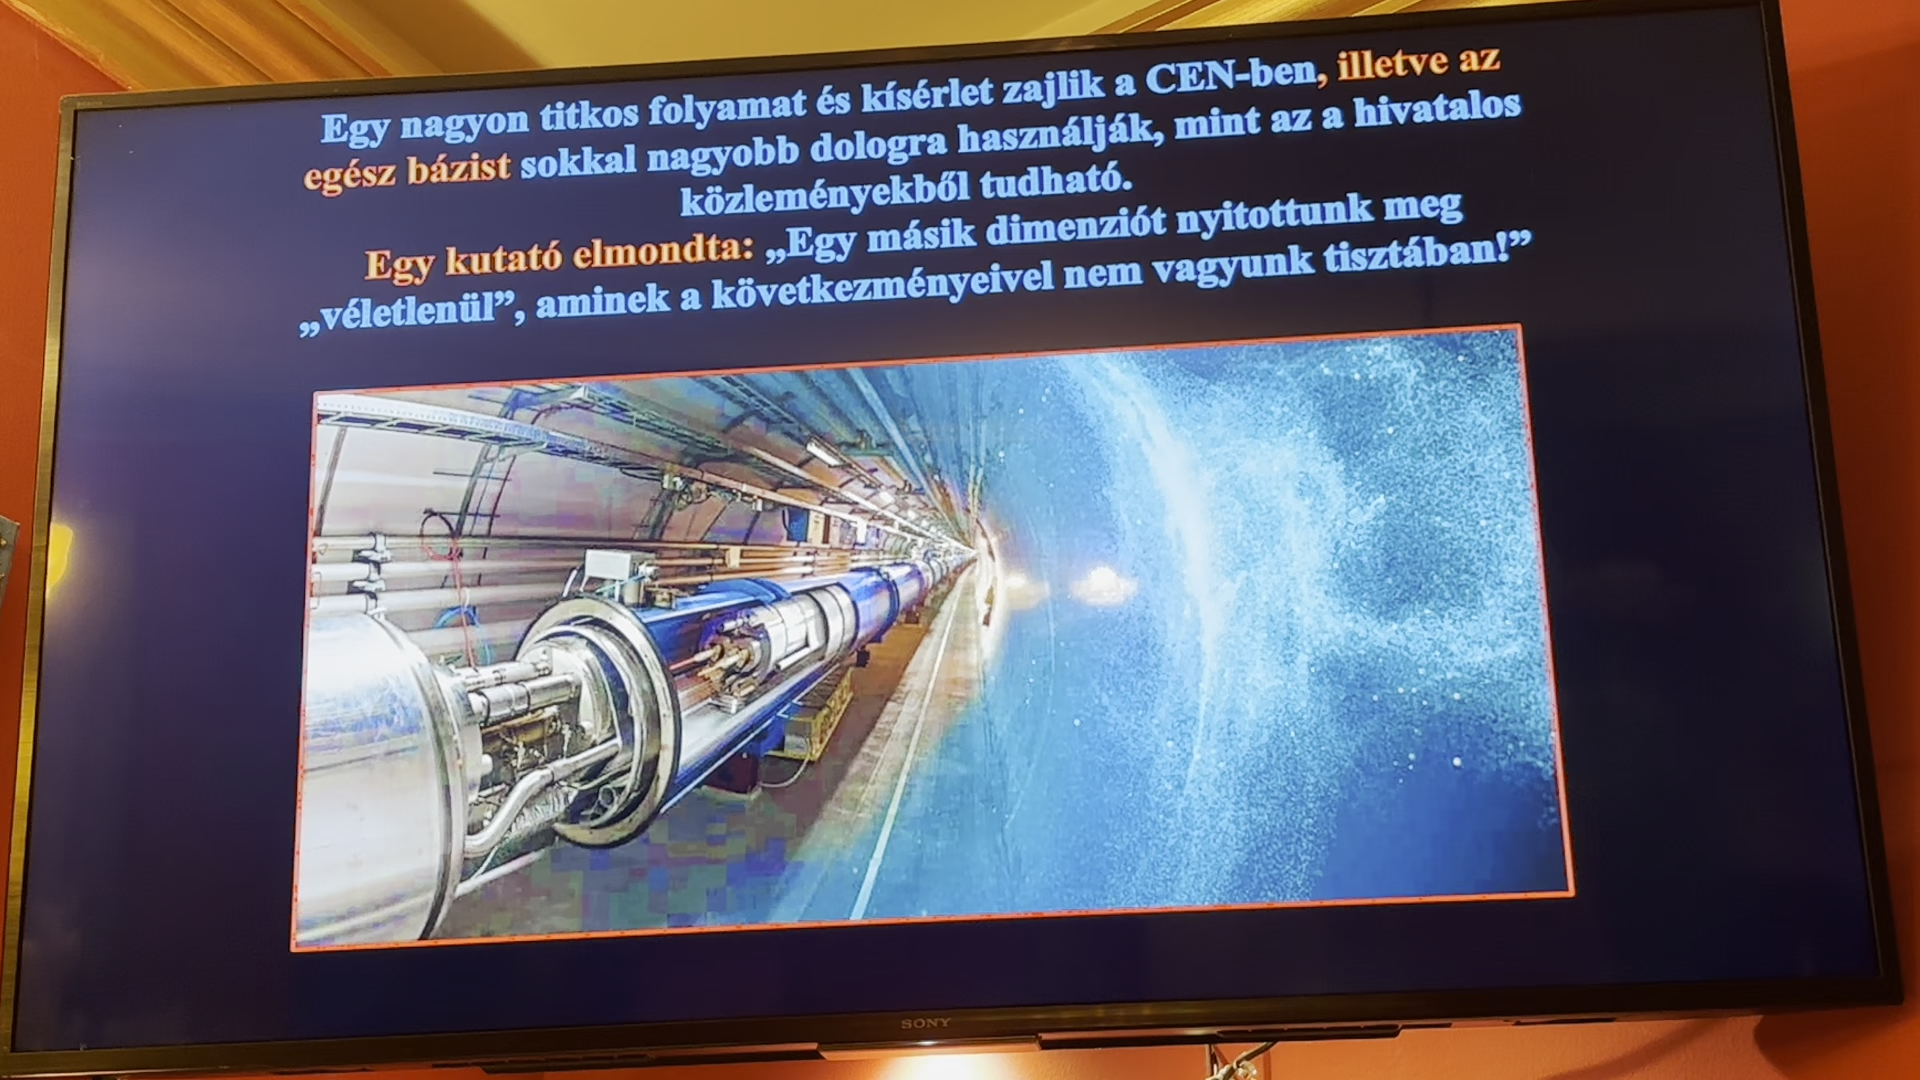 Egy nagyon titkos folyamat és kísérlet zajlik a CEN-ben, illetve az
egész bázist sokkal nagyobb dologra használják, mint az a hivatalos
közleményekből tudható.
Egy kutató elmondta: „Egy másik dimenziót nyitottunk meg
„véletlenül”, aminek a következményeivel nem vagyunk tisztában!”
SONY